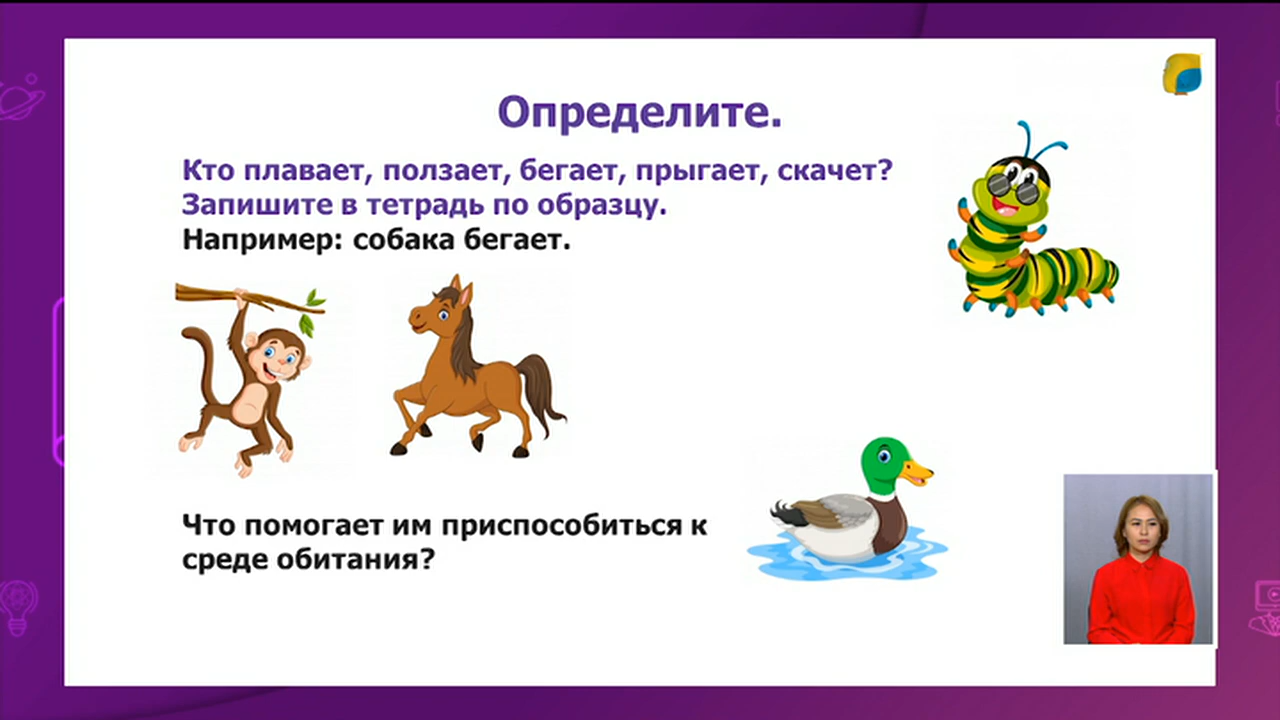 Определите.
Кто плавает, ползает, бегает, прыгает, скачет?
Запишите в тетрадь по образцу.
Например: собака бегает.
Что помогает им приспособиться к
среде обитания?